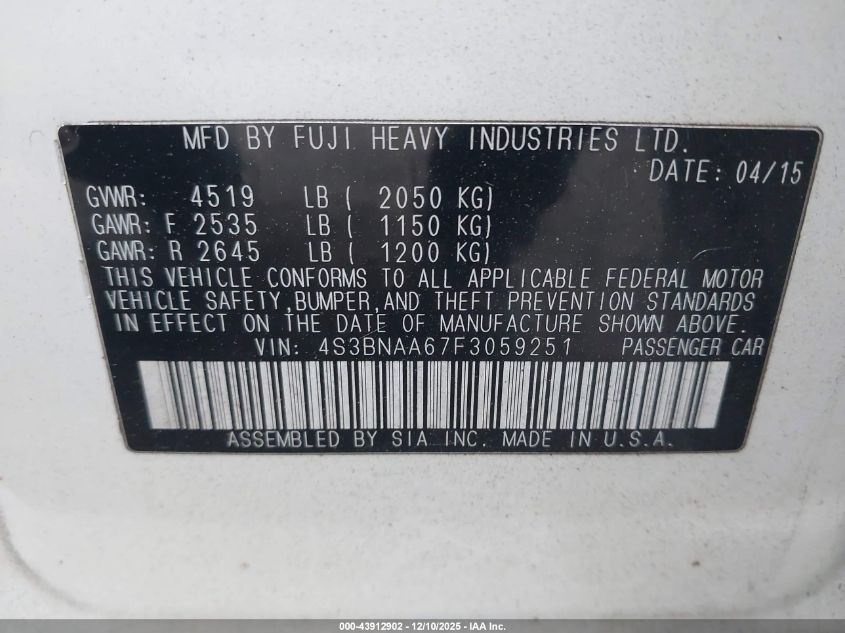 MFD BY FUJI HEAVY INDUSTRIES LTD.
DATE: 04/15
GVWR: 4519 LB ( 2050 KG)
GAWR: F 2535 LB ( 1150 KG)
GAWR: R 2645 LB ( 1200 KG)
THIS VEHICLE CONFORMS TO ALL APPLICABLE FEDERAL MOTOR
VEHICLE SAFETY,BUMPER,AND THEFT PREVENTION STANDARDS
IN EFFECT ON THE DATE OF MANUFACTURE SHOWN ABOVE.
VIN: 4S3BNAA67F3059251 PASSENGER CAR
ASSEMBLED BY SIA INC. MADE IN U.S.A.
000-43912902 - 12/10/2025 - IAA Inc.